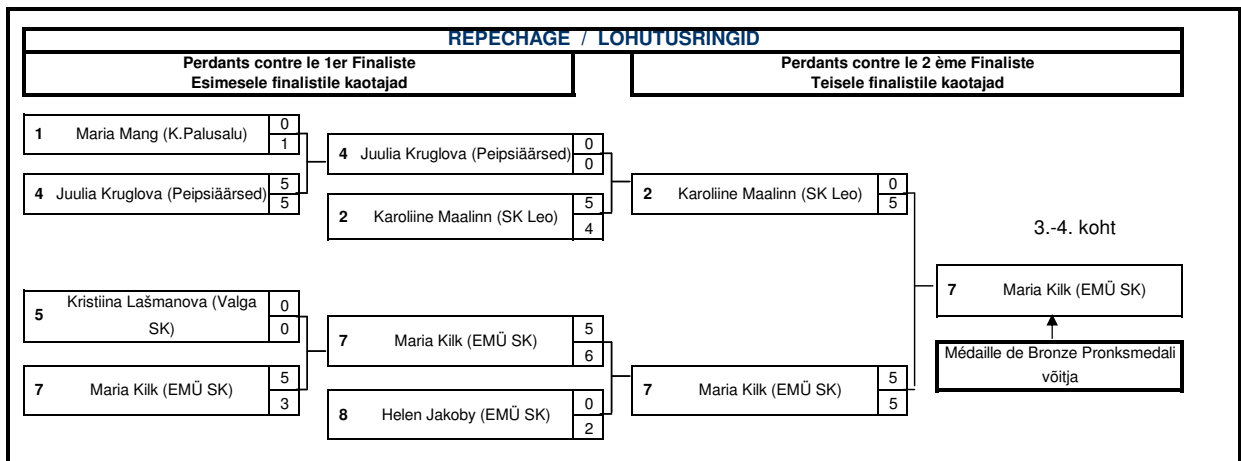 REPECHAGE / LOHUTUSRINGID
Perdants contre le 1er Finaliste
Esimesele finalistile kaotajad
Perdants contre le 2 ème Finaliste
Teisele finalistile kaotajad
1 Maria Mang (K.Palusalu) 0
1
4 Juulia Kruglova (Peipsiäärsed) 5
5
4 Juulia Kruglova (Peipsiäärsed) 0
0
2 Karoliine Maalinn (SK Leo) 5
4
2 Karoliine Maalinn (SK Leo) 0
5
3.-4. koht
5 Kristiina Lašmanova (Valga
SK) 0
0
7 Maria Kilk (EMÜ SK) 5
3
7 Maria Kilk (EMÜ SK) 5
6
8 Helen Jakoby (EMÜ SK) 0
2
7 Maria Kilk (EMÜ SK) 5
5
7 Maria Kilk (EMÜ SK)
Médaille de Bronze Pronksmedali
võitja